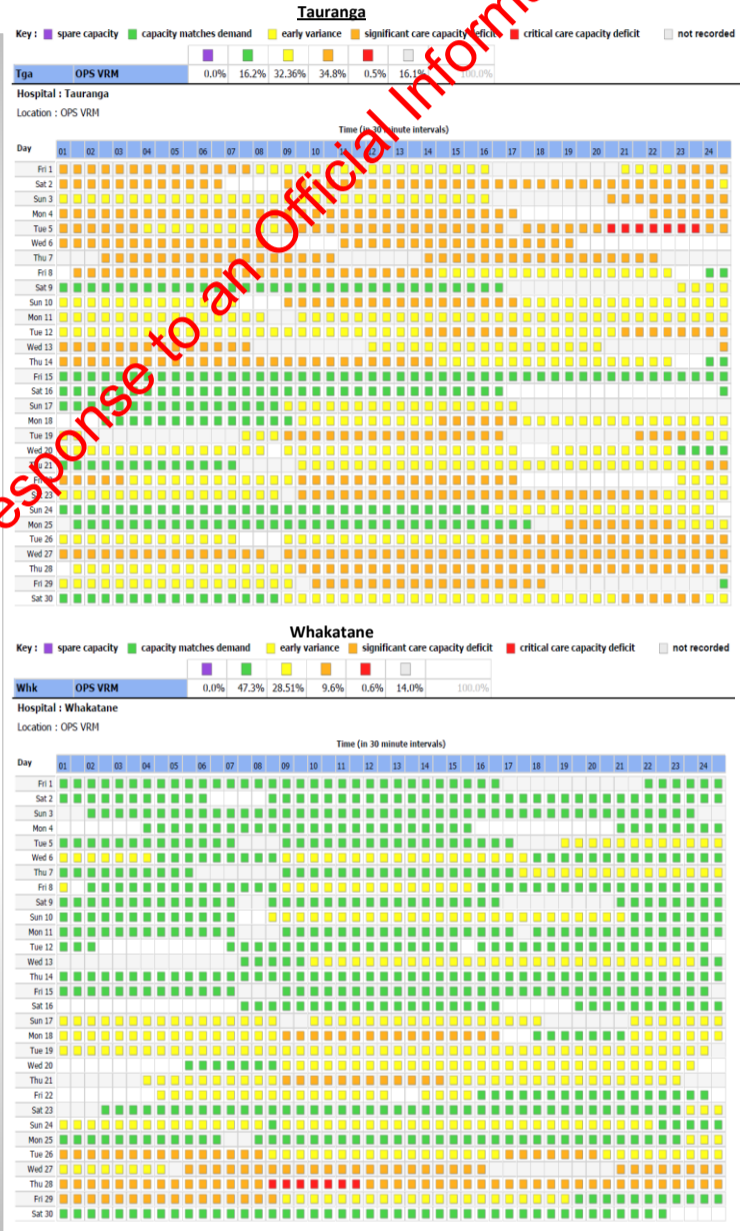 Tauranga
Key : spare capacity capacity matches demand early variance significant care capacity deficit critical care capacity deficit not recorded
Tga OPS VRM 0.0% 16.2% 32.36% 34.8% 0.5% 16.1% 100.0%
Hospital : Tauranga
Location : OPS VRM
Time (in 30 minute intervals)
Day 01 02 03 04 05 06 07 08 09 10 11 12 13 14 15 16 17 18 19 20 21 22 23 24
Fri 1
Sat 2
Sun 3
Mon 4
Tue 5
Wed 6
Thu 7
Fri 8
Sat 9
Sun 10
Mon 11
Tue 12
Wed 13
Thu 14
Fri 15
Sat 16
Sun 17
Mon 18
Tue 19
Wed 20
Thu 21
Sat 23
Sun 24
Mon 25
Tue 26
Wed 27
Thu 28
Fri 29
Sat 30
esponse to an Official Informa
Whakatane
Key : spare capacity capacity matches demand early variance significant care capacity deficit critical care capacity deficit not recorded
Whk OPS VRM 0.0% 47.3% 28.51% 9.6% 0.6% 14.0% 100.0%
Hospital : Whakatane
Location : OPS VRM
Time (in 30 minute intervals)
Day 01 02 03 04 05 06 07 08 09 10 11 12 13 14 15 16 17 18 19 20 21 22 23 24
Fri 1
Sat 2
Sun 3
Mon 4
Tue 5
Wed 6
Thu 7
Fri 8
Sat 9
Sun 10
Mon 11
Tue 12
Wed 13
Thu 14
Fri 15
Sat 16
Sun 17
Mon 18
Tue 19
Wed 20
Thu 21
Fri 22
Sat 23
Sun 24
Mon 25
Tue 26
Wed 27
Thu 28
Fri 29
Sat 30